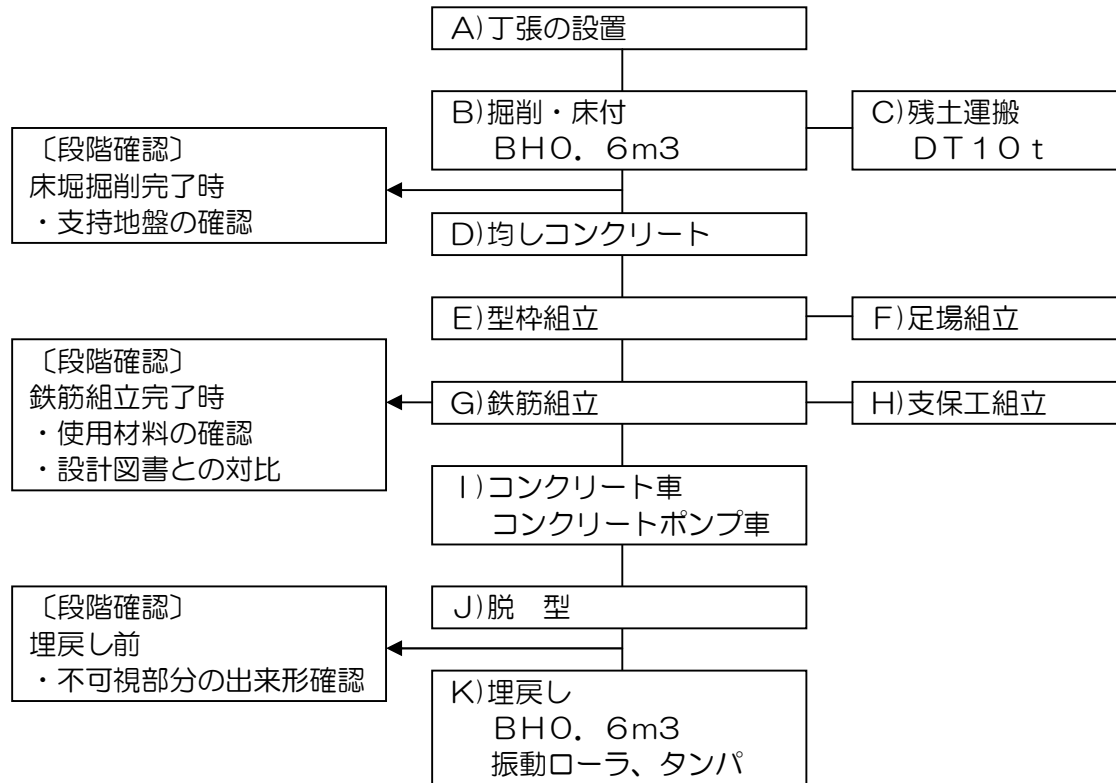 A)丁張の設置
B)掘削・床付
BH0．6m3
C)残土運搬
DT10t
〔段階確認〕
床堀掘削完了時
・支持地盤の確認
D)均しコンクリート
E)型枠組立
F)足場組立
〔段階確認〕
鉄筋組立完了時
・使用材料の確認
・設計図書との対比
G)鉄筋組立
H)支保工組立
I)コンクリート車
コンクリートポンプ車
〔段階確認〕
埋戻し前
・不可視部分の出来形確認
J)脱　型
K)埋戻し
BH0．6m3
振動ローラ、タンパ